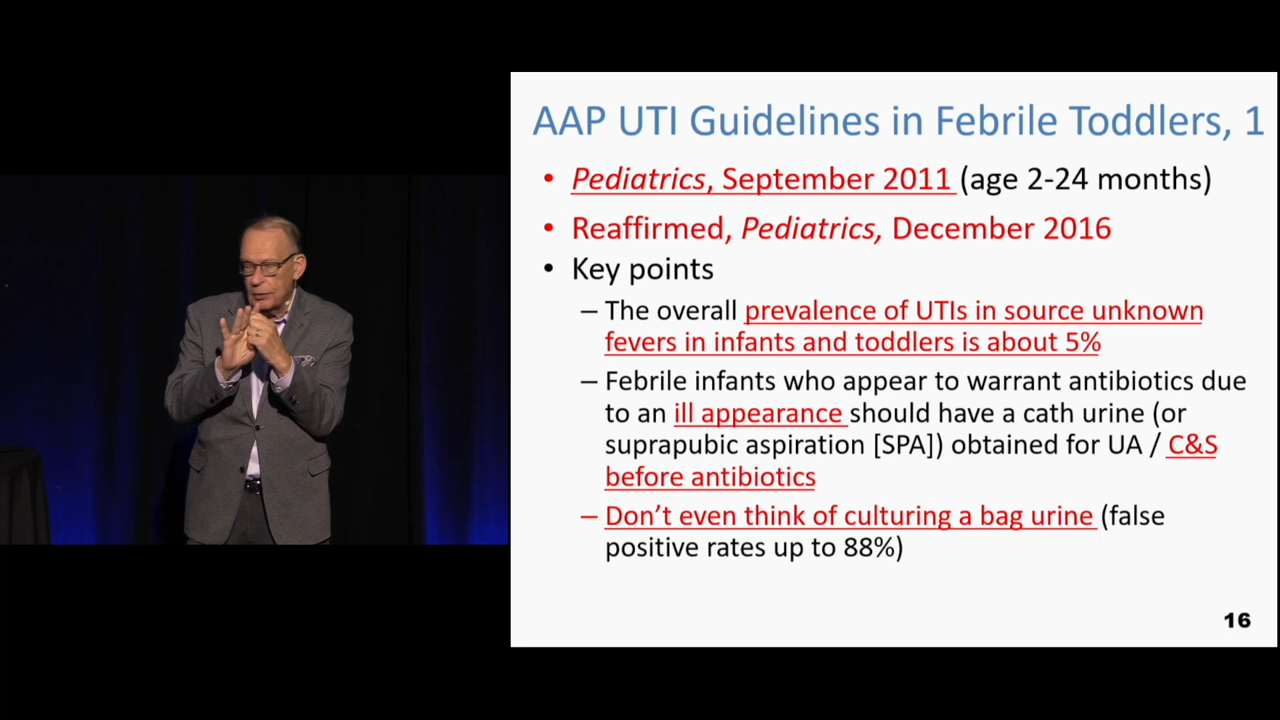 AAP UTI Guidelines in Febrile Toddlers, 1
• Pediatrics, September 2011 (age 2-24 months)
• Reaffirmed, Pediatrics, December 2016
• Key points
– The overall prevalence of UTIs in source unknown
fevers in infants and toddlers is about 5%
– Febrile infants who appear to warrant antibiotics due
to an ill appearance should have a cath urine (or
suprapubic aspiration [SPA]) obtained for UA / C&S
before antibiotics
– Don’t even think of culturing a bag urine (false
positive rates up to 88%)
16